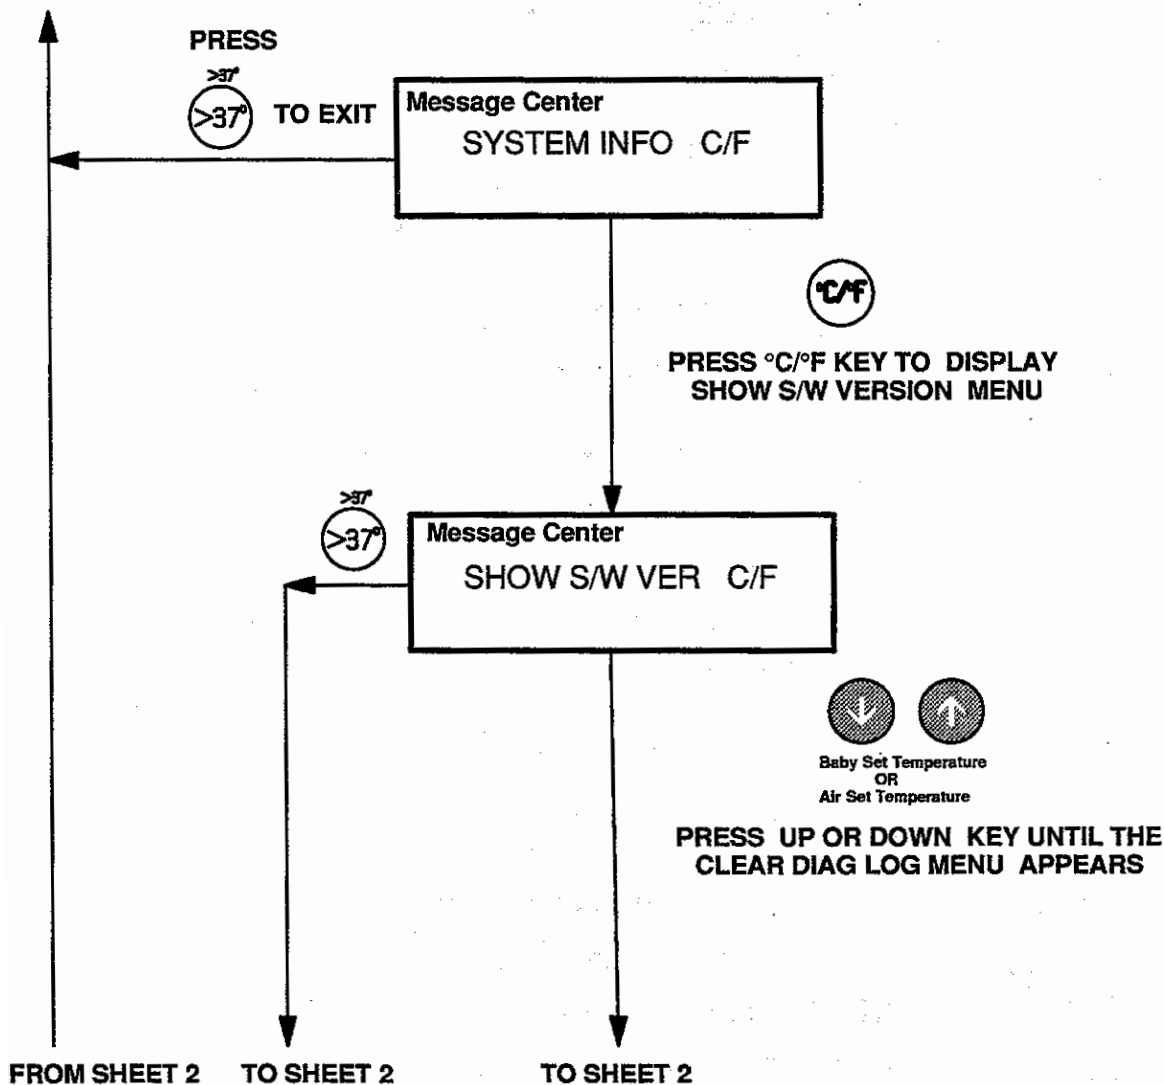 PRESS
>37°
>37° TO EXIT
Message Center
SYSTEM INFO C/F
°C/°F
PRESS °C/°F KEY TO DISPLAY
SHOW S/W VERSION MENU
>37°
>37°
Message Center
SHOW S/W VER C/F
Baby Set Temperature
OR
Air Set Temperature
PRESS UP OR DOWN KEY UNTIL THE
CLEAR DIAG LOG MENU APPEARS
FROM SHEET 2 TO SHEET 2 TO SHEET 2